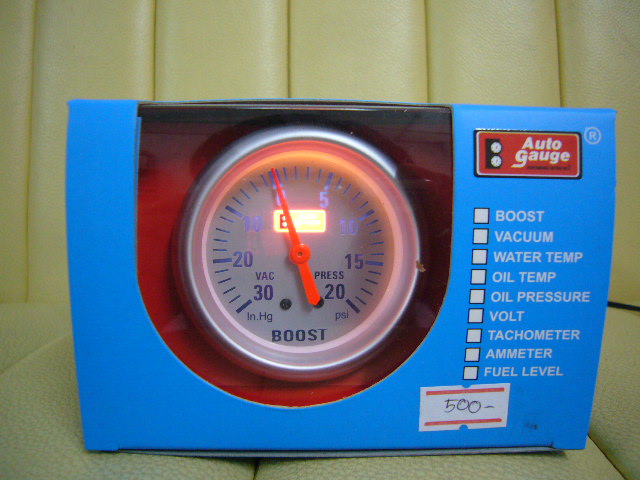 Auto
gauge
®
BOOST
VACUUM
WATER TEMP
OIL TEMP
OIL PRESSURE
VOLT
TACHOMETER
AMMETER
FUEL LEVEL
500-
0 5
10 10
20 15
VAC PRESS
30 20
In.Hg psi
BOOST